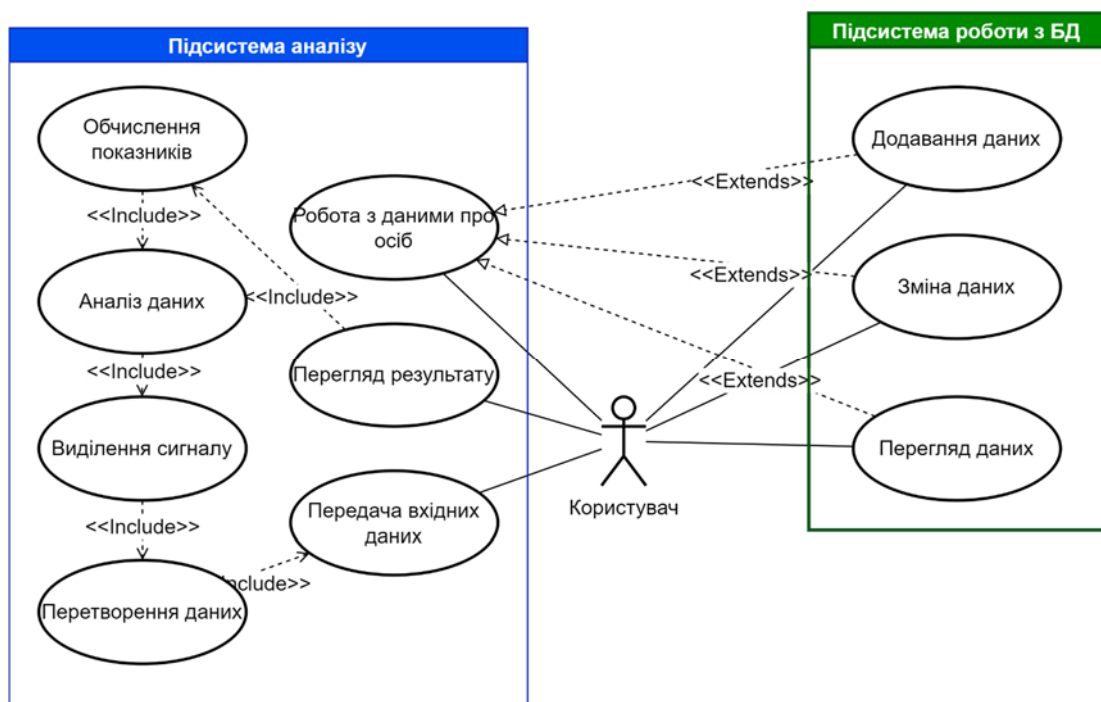 Підсистема аналізу
Обчислення
показників
<<Include>>
Аналіз даних
<<Include>>
Виділення сигналу
<<Include>>
Перетворення даних
Робота з даними про
осіб
<<Include>>
Перегляд результату
Передача вхідних
даних
nclude>>
Користувач
<<Extends>>
<<Extends>>
<<Extends>>
Підсистема роботи з БД
Додавання даних
Зміна даних
Перегляд даних